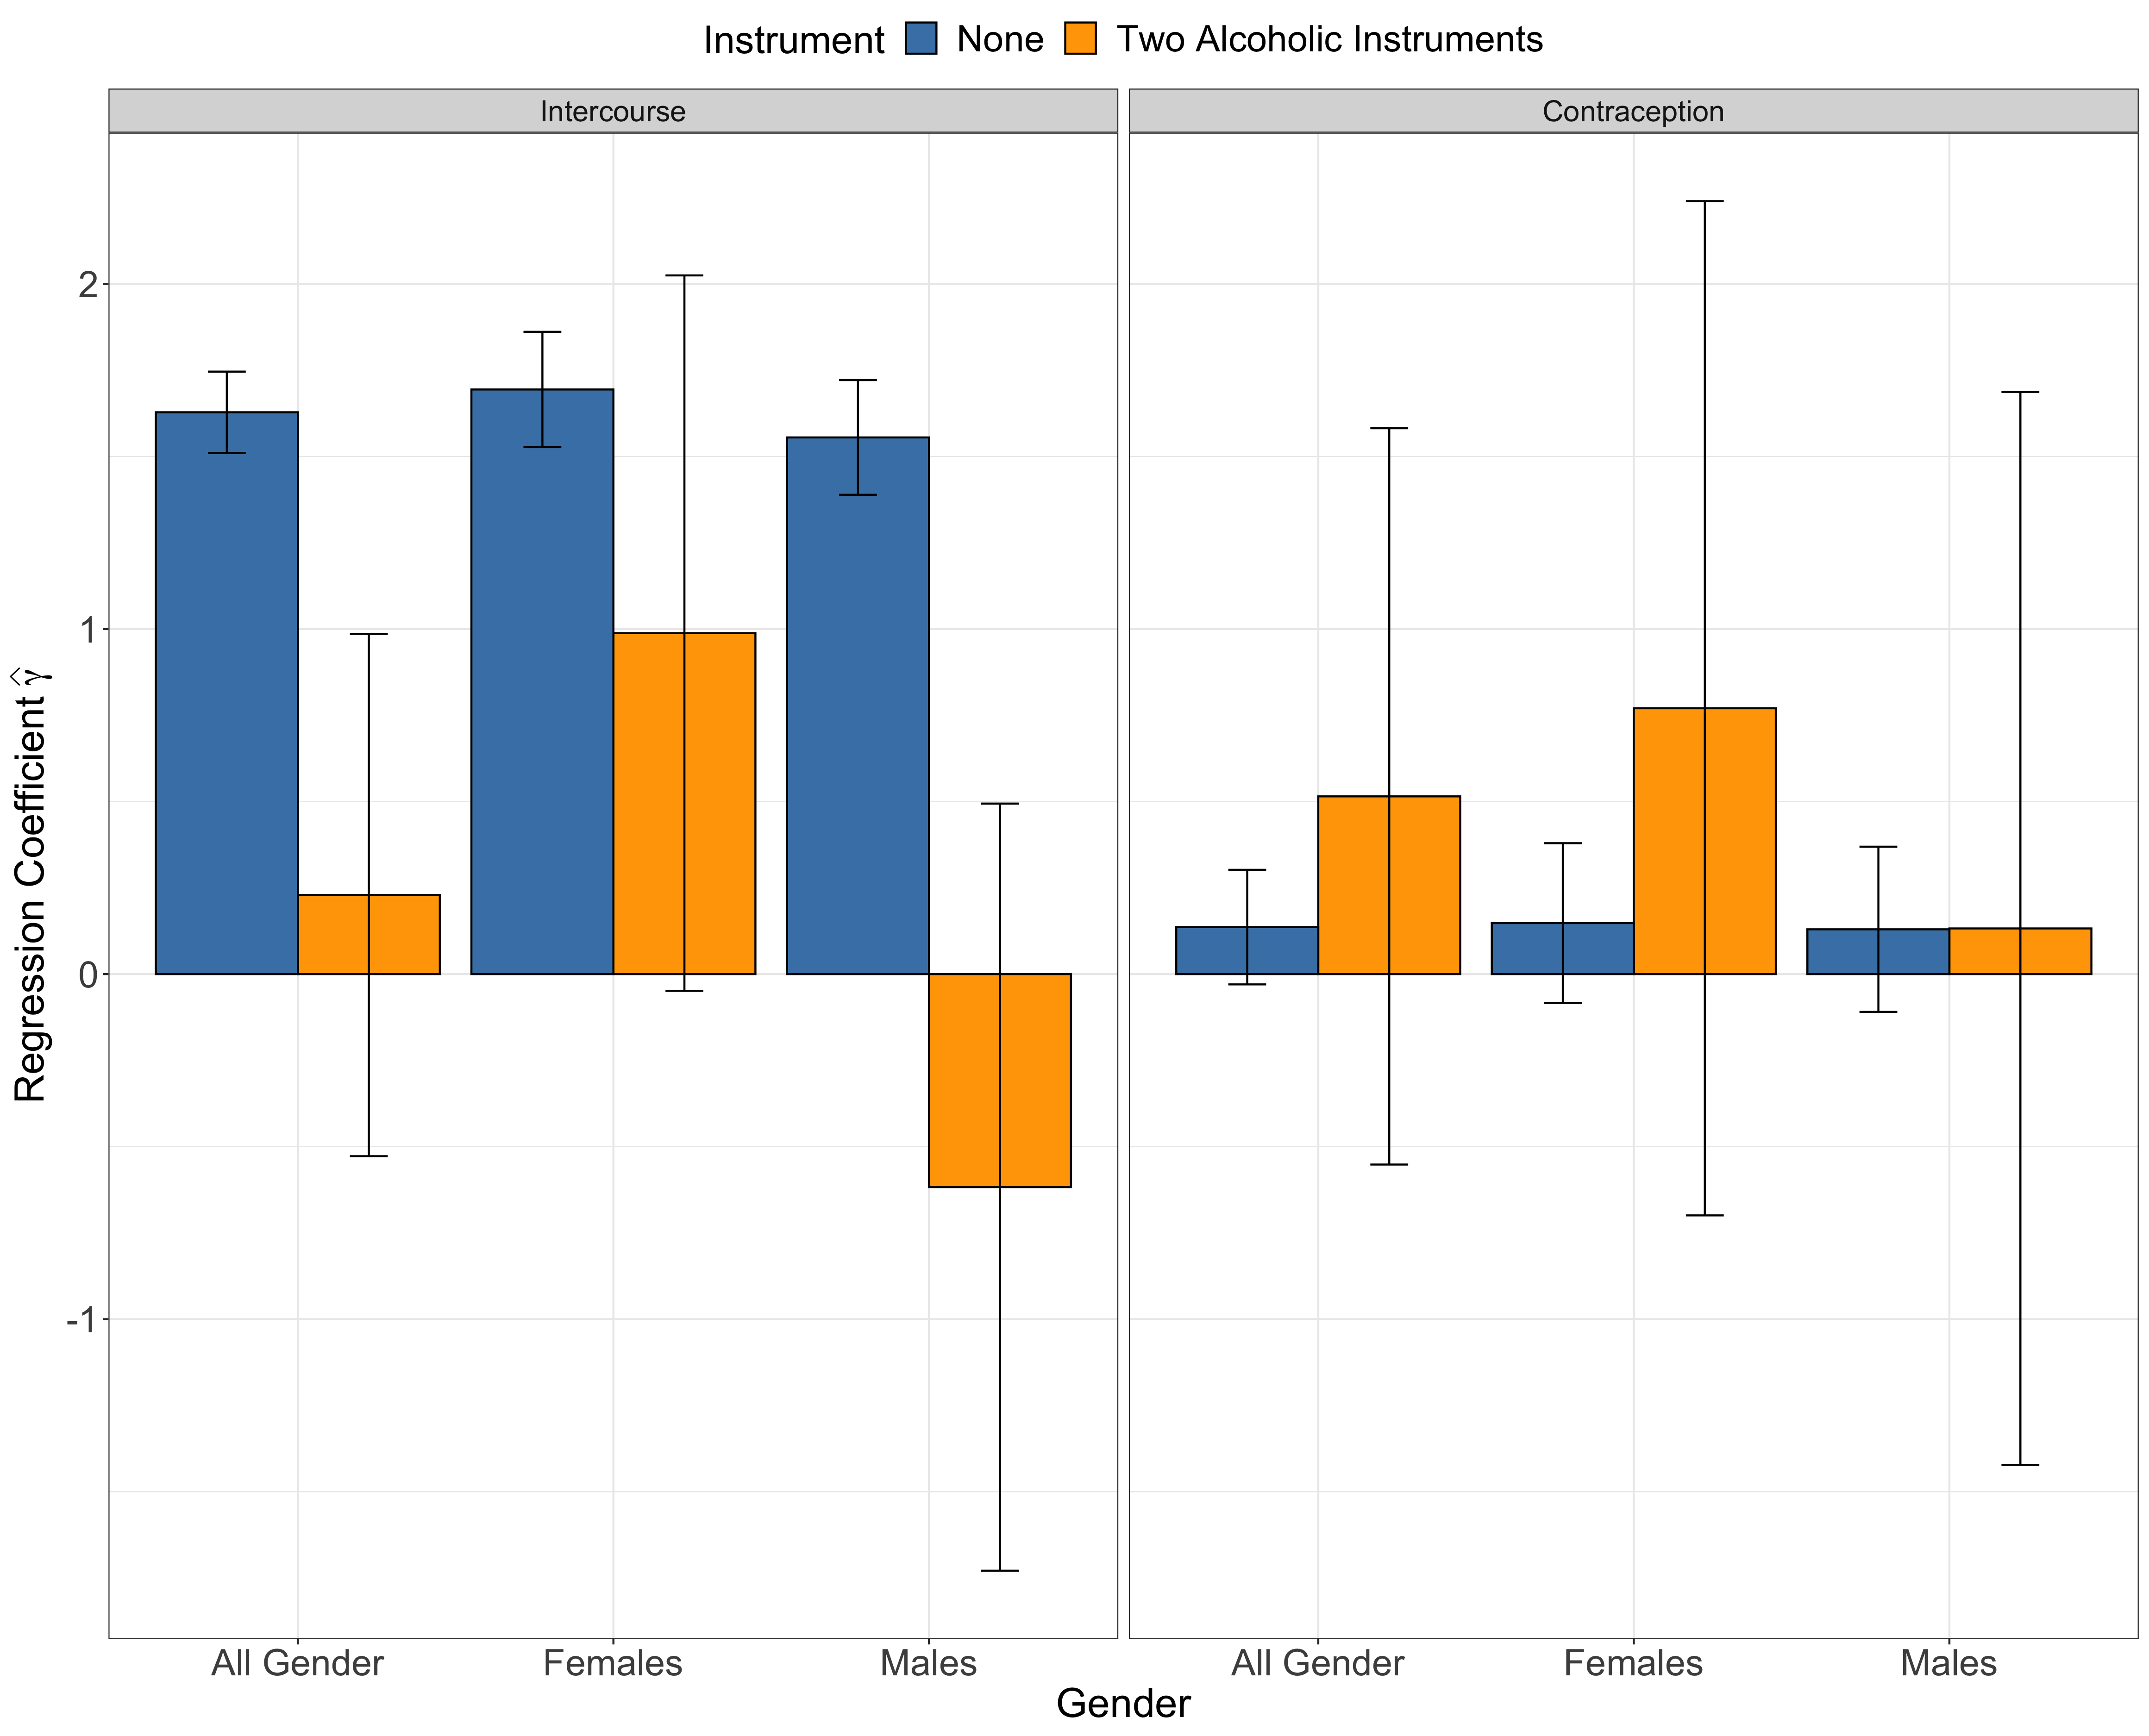 Instrument None Two Alcoholic Instruments
Intercourse Contraception
Regression Coefficient γ̂
2
1
0
-1
All Gender Females Males All Gender Females Males
Gender